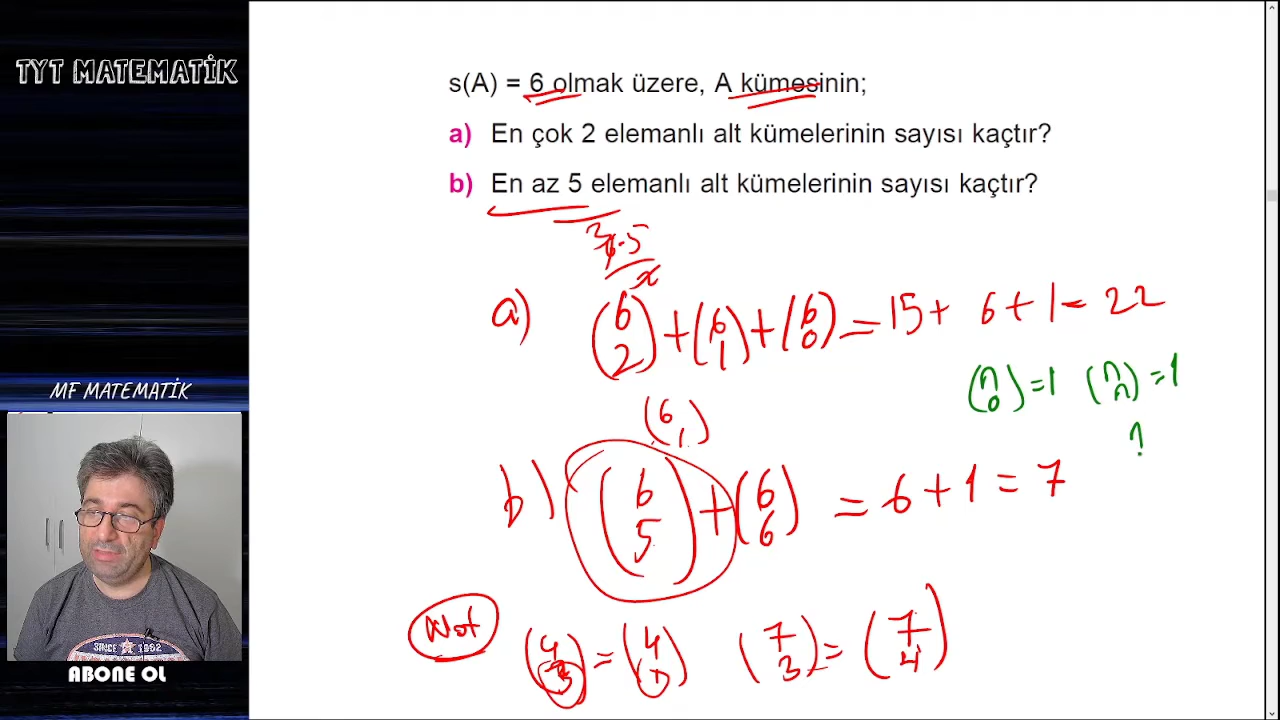 TYT MATEMATİK
s(A) = 6 olmak üzere, A kümesinin;
a) En çok 2 elemanlı alt kümelerinin sayısı kaçtır?
b) En az 5 elemanlı alt kümelerinin sayısı kaçtır?
a) (6 2) + (6 1) + (6 0) = 15 + 6 + 1 = 22
(n 0) = 1 (n n) = 1
?
(6 1)
b) (6 5) + (6 6) = 6 + 1 = 7
Not (4 3) = (4 1) (7 3) = (7 4)
MF MATEMATİK
SINCE 1982
ABONE OL